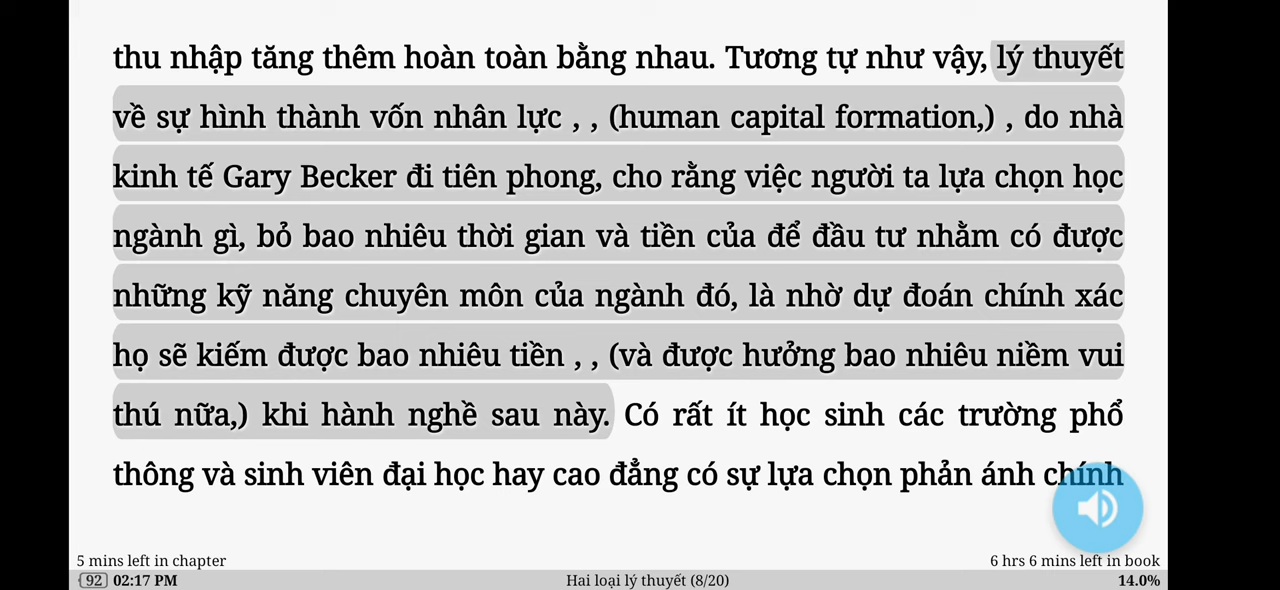 thu nhập tăng thêm hoàn toàn bằng nhau. Tương tự như vậy, lý thuyết
về sự hình thành vốn nhân lực , , (human capital formation,) , do nhà
kinh tế Gary Becker đi tiên phong, cho rằng việc người ta lựa chọn học
ngành gì, bỏ bao nhiêu thời gian và tiền của để đầu tư nhằm có được
những kỹ năng chuyên môn của ngành đó, là nhờ dự đoán chính xác
họ sẽ kiếm được bao nhiêu tiền , , (và được hưởng bao nhiêu niềm vui
thú nữa,) khi hành nghề sau này. Có rất ít học sinh các trường phổ
thông và sinh viên đại học hay cao đẳng có sự lựa chọn phản ánh chính
5 mins left in chapter
6 hrs 6 mins left in book
92 02:17 PM
Hai loại lý thuyết (8/20)
14.0%